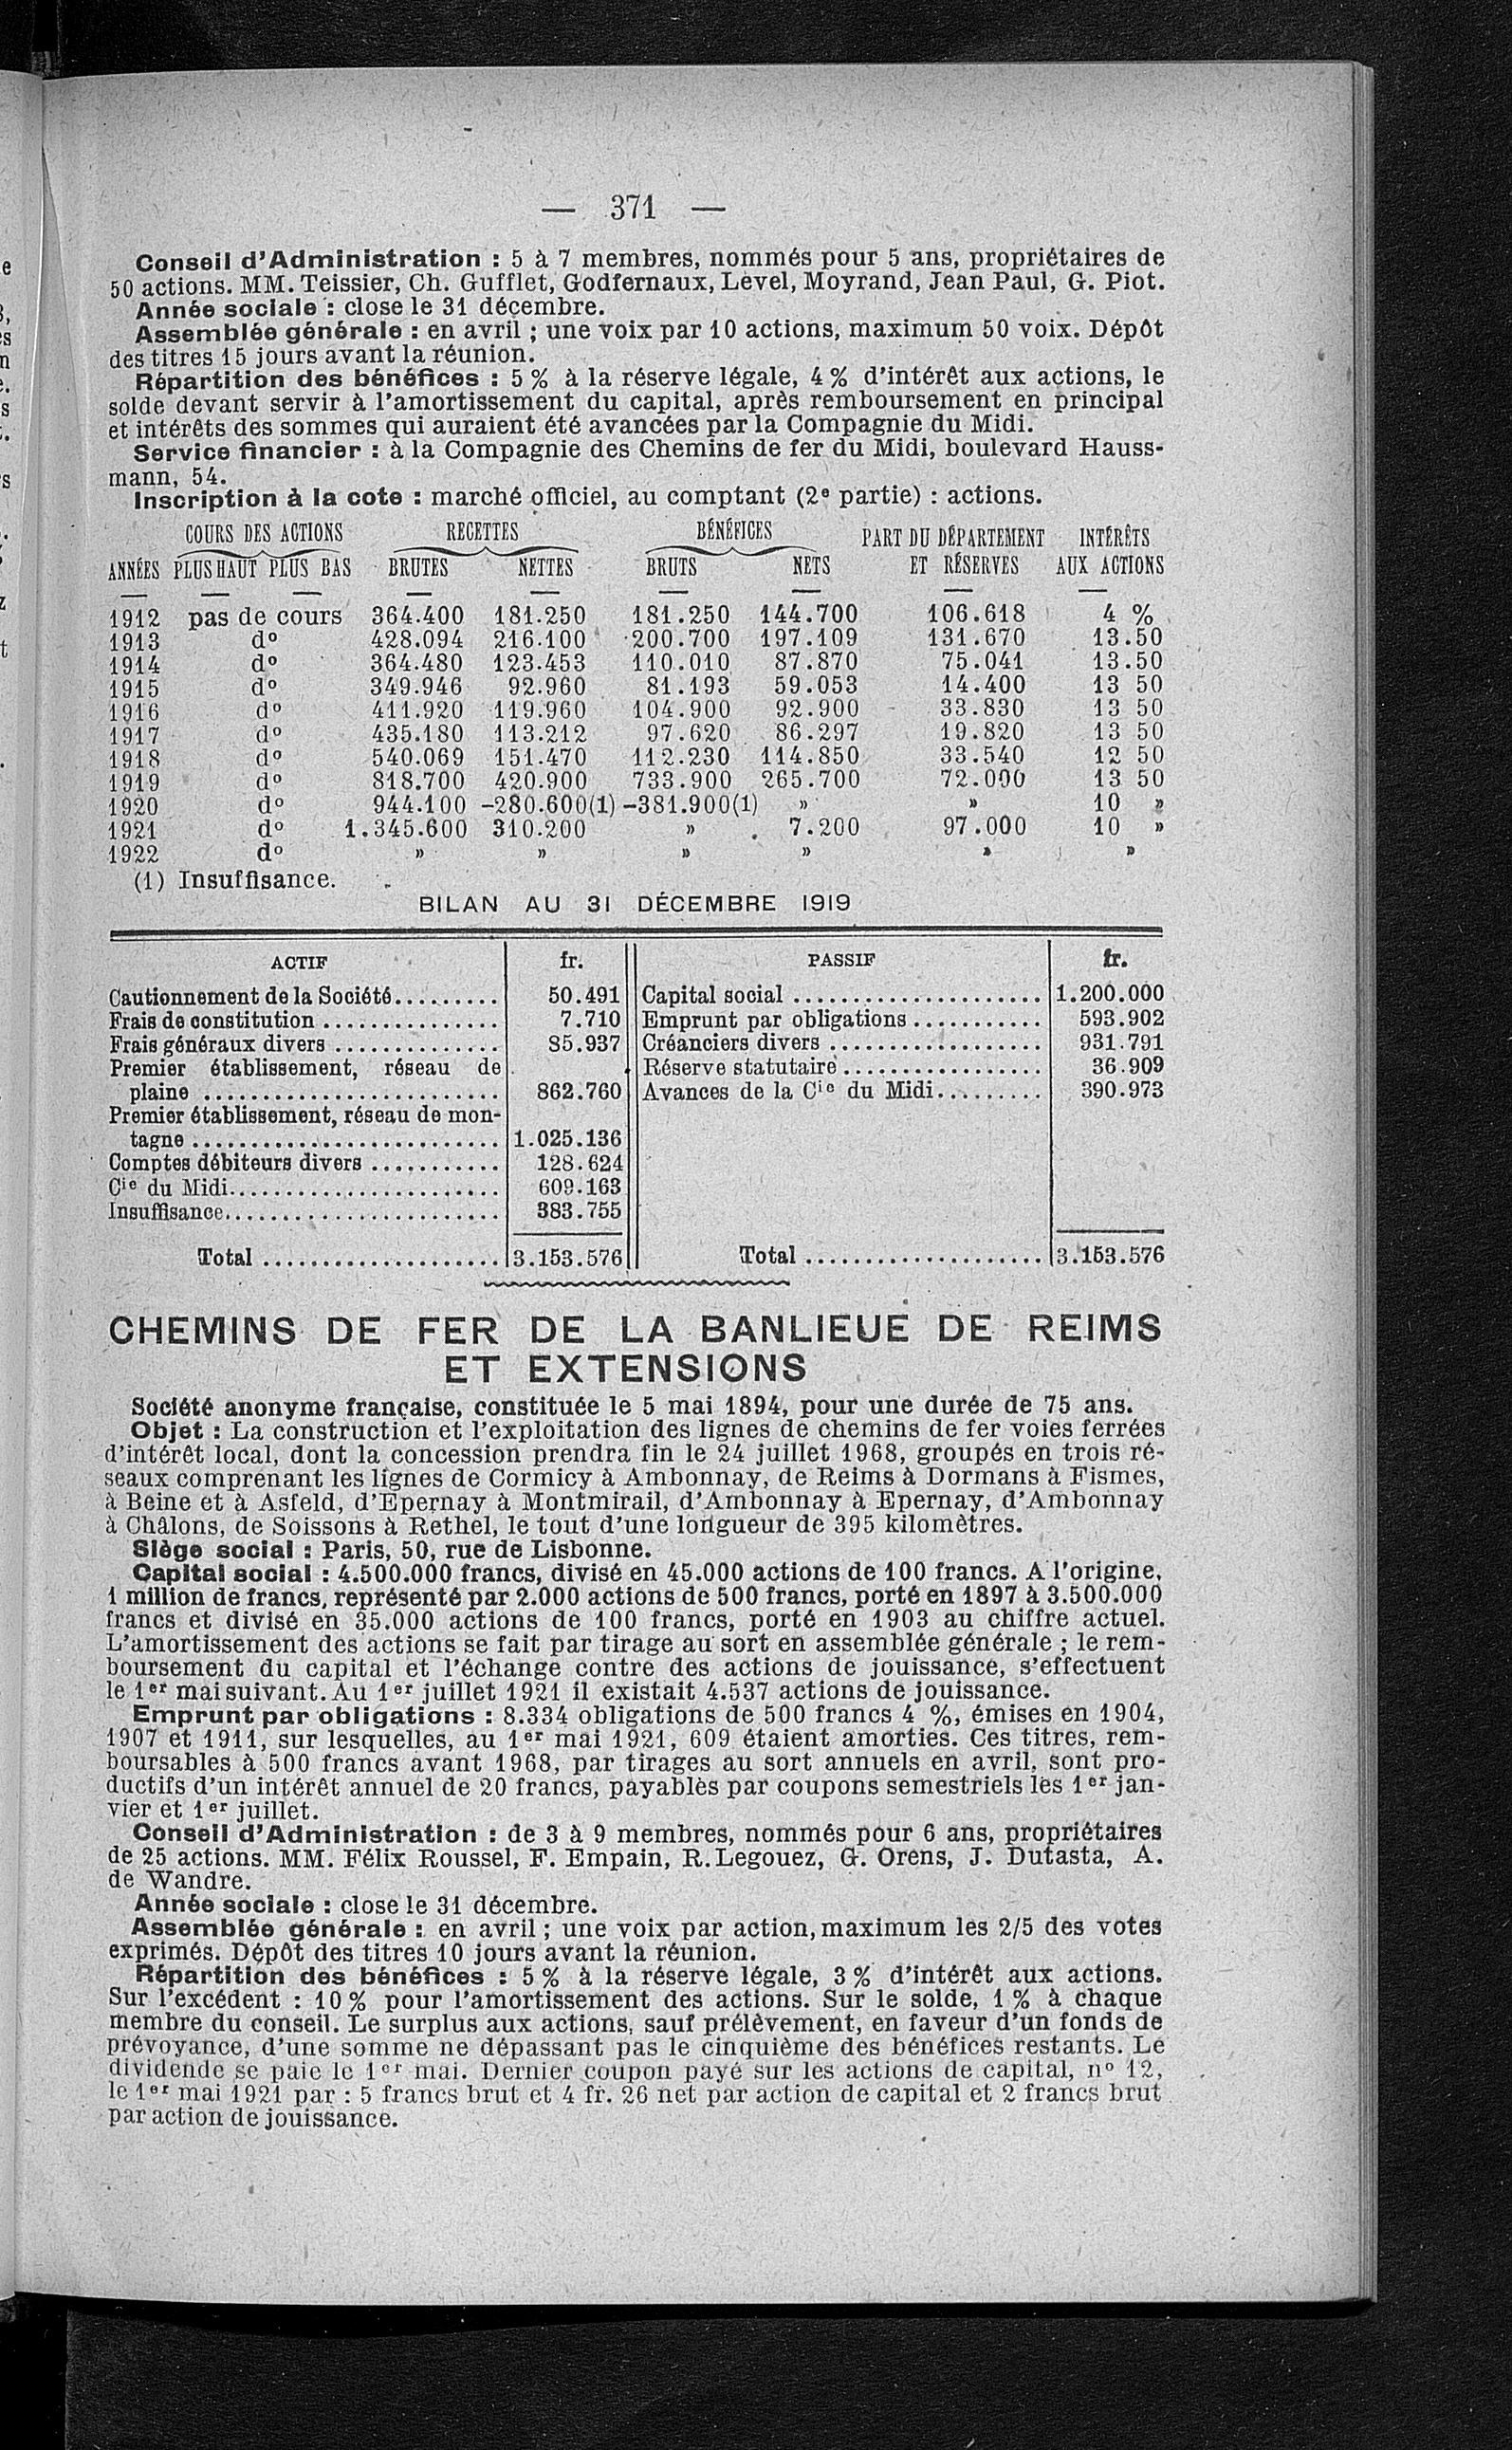 — 371 —
Conseil d'Administration : 5 à 7 membres, nommés pour 5 ans, propriétaires de
50 actions. MM. Teissier, Ch. Gufflet, Godfernaux, Level, Moyrand, Jean Paul, G. Piot.
Année sociale : close le 31 décembre.
Assemblée générale : en avril ; une voix par 10 actions, maximum 50 voix. Dépôt
des titres 15 jours avant la réunion.
Répartition des bénéfices : 5 % à la réserve légale, 4 % d'intérêt aux actions, le
solde devant servir à l'amortissement du capital, après remboursement en principal
et intérêts des sommes qui auraient été avancées par la Compagnie du Midi.
Service financier : à la Compagnie des Chemins de fer du Midi, boulevard Hauss-
mann, 54.
Inscription à la cote : marché officiel, au comptant (2e partie) : actions.
COURS DES ACTIONS RECETTES BÉNÉFICES PART DU DÉPARTEMENT INTÉRÊTS
ANNÉES PLUS HAUT PLUS BAS BRUTES NETTES BRUTS NETS ET RÉSERVES AUX ACTIONS
1912 pas de cours 364.400 181.250 181.250 144.700 106.618 4 %
1913 do 428.094 216.100 200.700 197.109 131.670 13.50
1914 do 364.480 123.453 110.010 87.870 75.041 13.50
1915 do 349.946 92.960 81.193 59.053 14.400 13 50
1916 do 411.920 119.960 104.900 92.900 33.830 13 50
1917 do 435.180 113.212 97.620 86.297 19.820 13 50
1918 do 540.069 151.470 112.230 114.850 33.540 12 50
1919 do 818.700 420.900 733.900 265.700 72.000 13 50
1920 do 944.100 -280.600(1) -381.900(1) » » 10 »
1921 do 1.345.600 310.200 » 7.200 97.000 10 »
1922 do » » » » » »
(1) Insuffisance.
BILAN AU 31 DÉCEMBRE 1919
ACTIF fr. PASSIF fr.
Cautionnement de la Société......... 50.491 Capital social ..................... 1.200.000
Frais de constitution ............... 7.710 Emprunt par obligations ........... 593.902
Frais généraux divers .............. 85.937 Créanciers divers .................. 931.791
Premier établissement, réseau de Réserve statutaire ................. 36.909
plaine ......................... 862.760 Avances de la Cie du Midi......... 390.973
Premier établissement, réseau de mon-
tagne .......................... 1.025.136
Comptes débiteurs divers ........... 128.624
Cie du Midi....................... 609.163
Insuffisance........................ 383.755
Total .................... 3.153.576 Total .................... 3.153.576
CHEMINS DE FER DE LA BANLIEUE DE REIMS
ET EXTENSIONS
Société anonyme française, constituée le 5 mai 1894, pour une durée de 75 ans.
Objet : La construction et l'exploitation des lignes de chemins de fer voies ferrées
d'intérêt local, dont la concession prendra fin le 24 juillet 1968, groupés en trois ré-
seaux comprenant les lignes de Cormicy à Ambonnay, de Reims à Dormans à Fismes,
à Beine et à Asfeld, d'Epernay à Montmirail, d'Ambonnay à Epernay, d'Ambonnay
à Châlons, de Soissons à Rethel, le tout d'une longueur de 395 kilomètres.
Siège social : Paris, 50, rue de Lisbonne.
Capital social : 4.500.000 francs, divisé en 45.000 actions de 100 francs. A l'origine,
1 million de francs, représenté par 2.000 actions de 500 francs, porté en 1897 à 3.500.000
francs et divisé en 35.000 actions de 100 francs, porté en 1903 au chiffre actuel.
L'amortissement des actions se fait par tirage au sort en assemblée générale ; le rem-
boursement du capital et l'échange contre des actions de jouissance, s'effectuent
le 1er mai suivant. Au 1er juillet 1921 il existait 4.537 actions de jouissance.
Emprunt par obligations : 8.334 obligations de 500 francs 4 %, émises en 1904,
1907 et 1911, sur lesquelles, au 1er mai 1921, 609 étaient amorties. Ces titres, rem-
boursables à 500 francs avant 1968, par tirages au sort annuels en avril, sont pro-
ductifs d'un intérêt annuel de 20 francs, payables par coupons semestriels les 1er jan-
vier et 1er juillet.
Conseil d'Administration : de 3 à 9 membres, nommés pour 6 ans, propriétaires
de 25 actions. MM. Félix Roussel, F. Empain, R. Legouez, G. Orens, J. Dutasta, A.
de Wandre.
Année sociale : close le 31 décembre.
Assemblée générale : en avril ; une voix par action, maximum les 2/5 des votes
exprimés. Dépôt des titres 10 jours avant la réunion.
Répartition des bénéfices : 5 % à la réserve légale, 3 % d'intérêt aux actions.
Sur l'excédent : 10 % pour l'amortissement des actions. Sur le solde, 1 % à chaque
membre du conseil. Le surplus aux actions, sauf prélèvement, en faveur d'un fonds de
prévoyance, d'une somme ne dépassant pas le cinquième des bénéfices restants. Le
dividende se paie le 1er mai. Dernier coupon payé sur les actions de capital, no 12,
le 1er mai 1921 par : 5 francs brut et 4 fr. 26 net par action de capital et 2 francs brut
par action de jouissance.